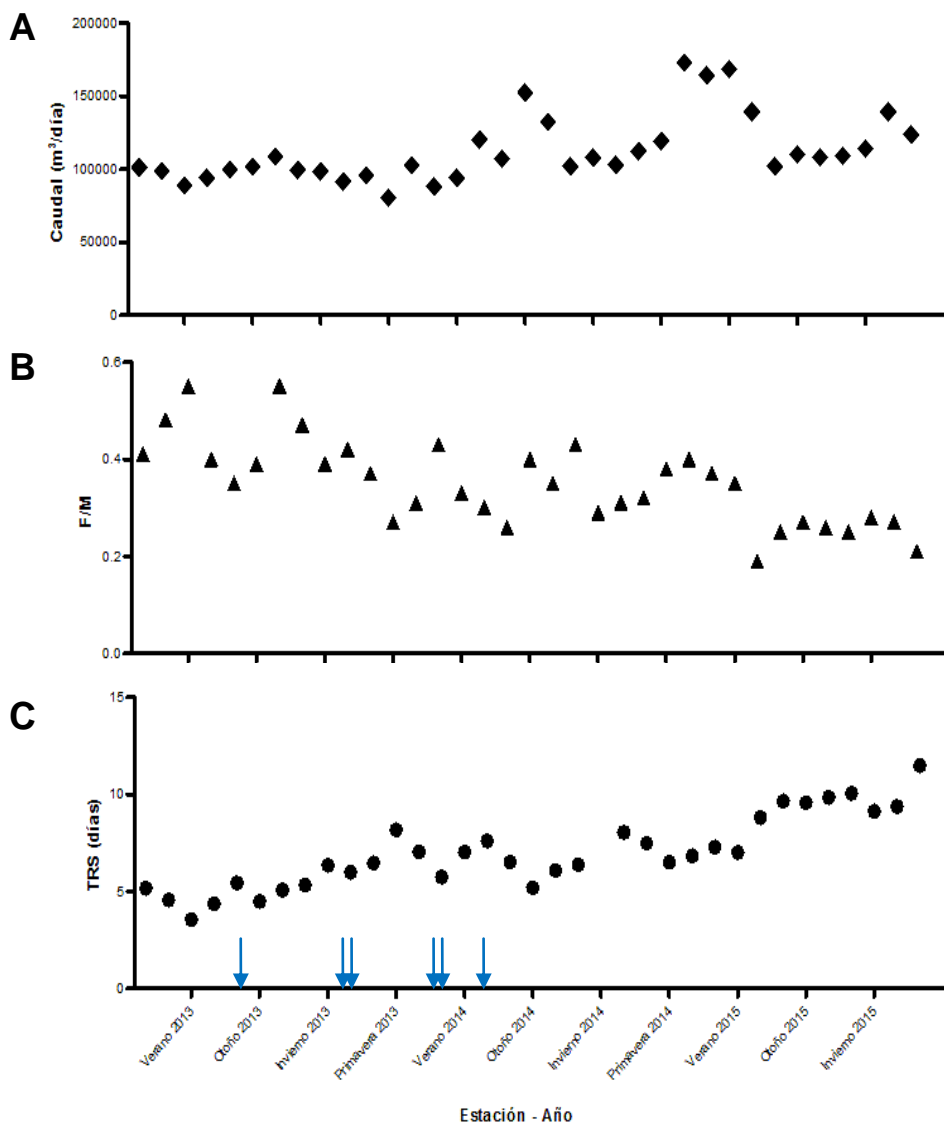 A
Caudal (m³/día)
200000
150000
100000
50000
0
B
F/M
0.6
0.4
0.2
0.0
C
TRS (días)
15
10
5
0
Verano 2013
Otoño 2013
Invierno 2013
Primavera 2013
Verano 2014
Otoño 2014
Invierno 2014
Primavera 2014
Verano 2015
Otoño 2015
Invierno 2015
Estación - Año